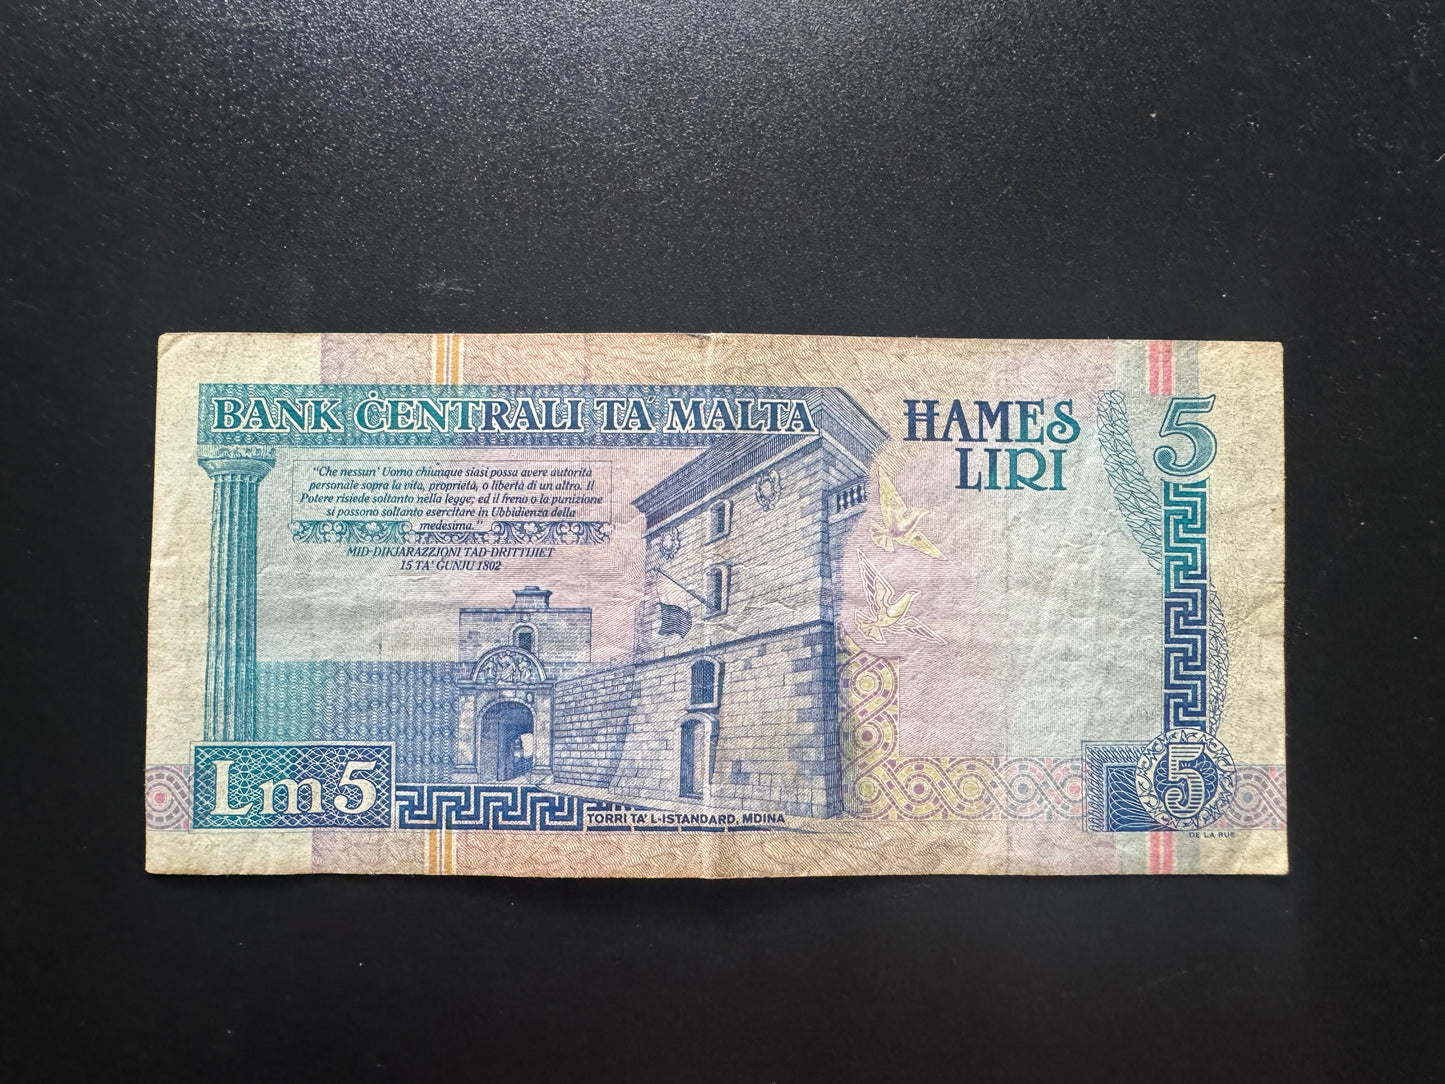 BANK ĊENTRALI TA' MALTA
ĦAMES
LIRI
5
"Che nessun' Uomo chiunque siasi possa avere autorità
personale sopra la vita, proprietà, o libertà di un altro. Il
Potere risiede soltanto nella legge; ed il freno o la punizione
si possono soltanto esercitare in Ubbidienza della
medesima."
MID-DIKJARAZZJONI TAD-DRITTIJIET
15 TA' ĠUNJU 1802
Lm5
TORRI TA' L-ISTANDARD, MDINA
5
DE LA RUE